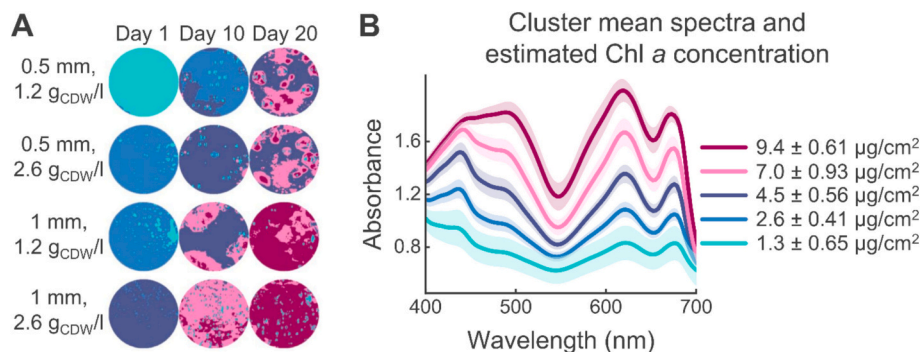 A
Day 1 Day 10 Day 20
0.5 mm,
1.2 gCDW/l
0.5 mm,
2.6 gCDW/l
1 mm,
1.2 gCDW/l
1 mm,
2.6 gCDW/l
B
Cluster mean spectra and
estimated Chl a concentration
Absorbance
1.6
1.2
0.8
400 500 600 700
Wavelength (nm)
9.4 ± 0.61 µg/cm²
7.0 ± 0.93 µg/cm²
4.5 ± 0.56 µg/cm²
2.6 ± 0.41 µg/cm²
1.3 ± 0.65 µg/cm²